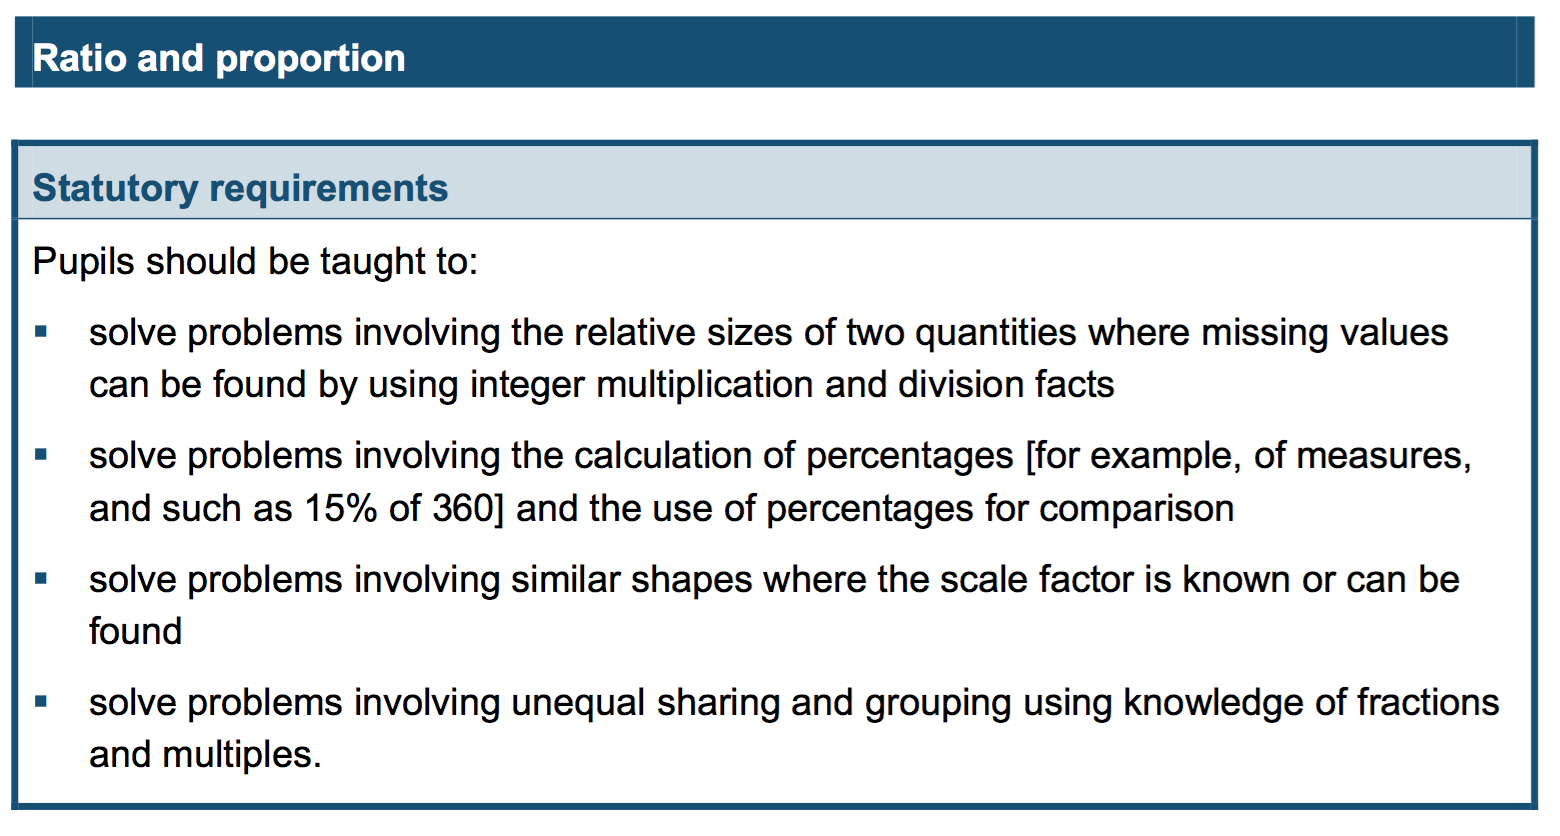 Ratio and proportion
Statutory requirements
Pupils should be taught to:
▪ solve problems involving the relative sizes of two quantities where missing values
can be found by using integer multiplication and division facts
▪ solve problems involving the calculation of percentages [for example, of measures,
and such as 15% of 360] and the use of percentages for comparison
▪ solve problems involving similar shapes where the scale factor is known or can be
found
▪ solve problems involving unequal sharing and grouping using knowledge of fractions
and multiples.